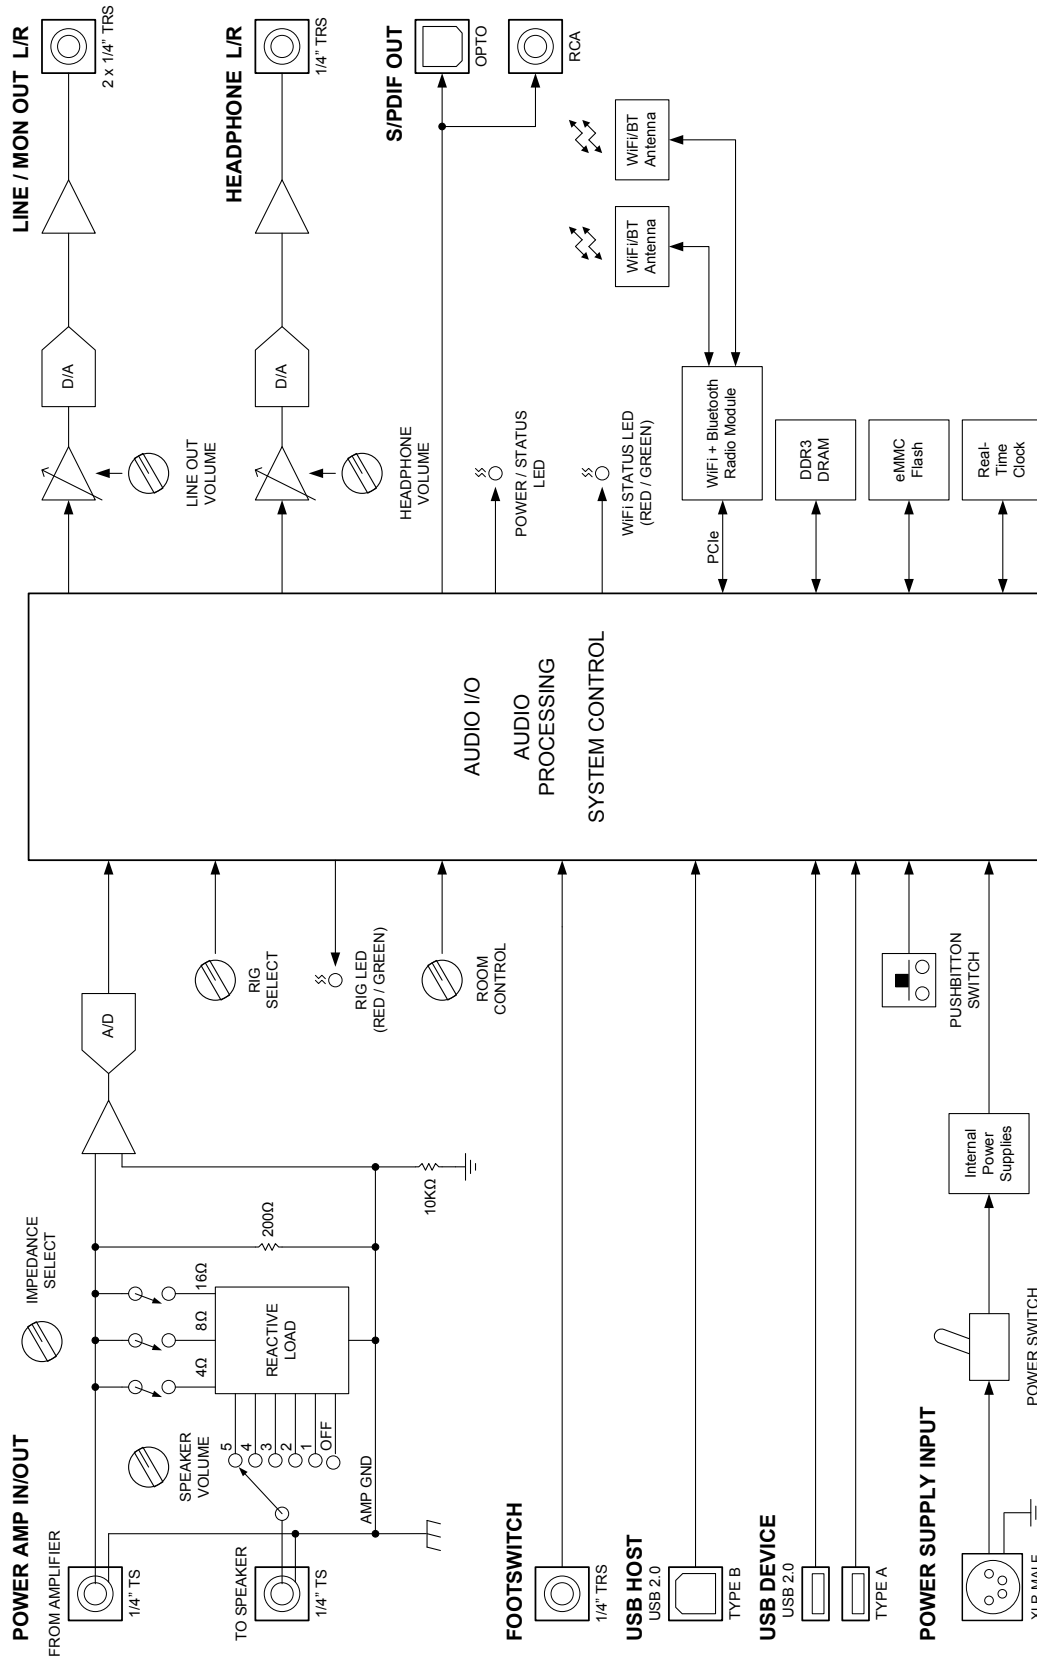 POWER AMP IN/OUT
FROM AMPLIFIER
1/4" TS
TO SPEAKER
1/4" TS
IMPEDANCE
SELECT
SPEAKER
VOLUME
4Ω
8Ω
16Ω
REACTIVE
LOAD
5
4
3
2
1
OFF
AMP GND
200Ω
10KΩ
A/D
RIG
SELECT
RIG LED
(RED / GREEN)
ROOM
CONTROL
FOOTSWITCH
1/4" TRS
USB HOST
USB 2.0
TYPE B
USB DEVICE
USB 2.0
TYPE A
PUSHBITTON
SWITCH
POWER SUPPLY INPUT
XLR MALE
POWER SWITCH
Internal
Power
Supplies
AUDIO I/O
AUDIO
PROCESSING
SYSTEM CONTROL
LINE / MON OUT L/R
2 x 1/4" TRS
D/A
LINE OUT
VOLUME
HEADPHONE L/R
1/4" TRS
D/A
HEADPHONE
VOLUME
S/PDIF OUT
OPTO
RCA
POWER / STATUS
LED
WiFi STATUS LED
(RED / GREEN)
WiFi/BT
Antenna
WiFi/BT
Antenna
WiFi + Bluetooth
Radio Module
PCIe
DDR3
DRAM
eMMC
Flash
Real-
Time
Clock